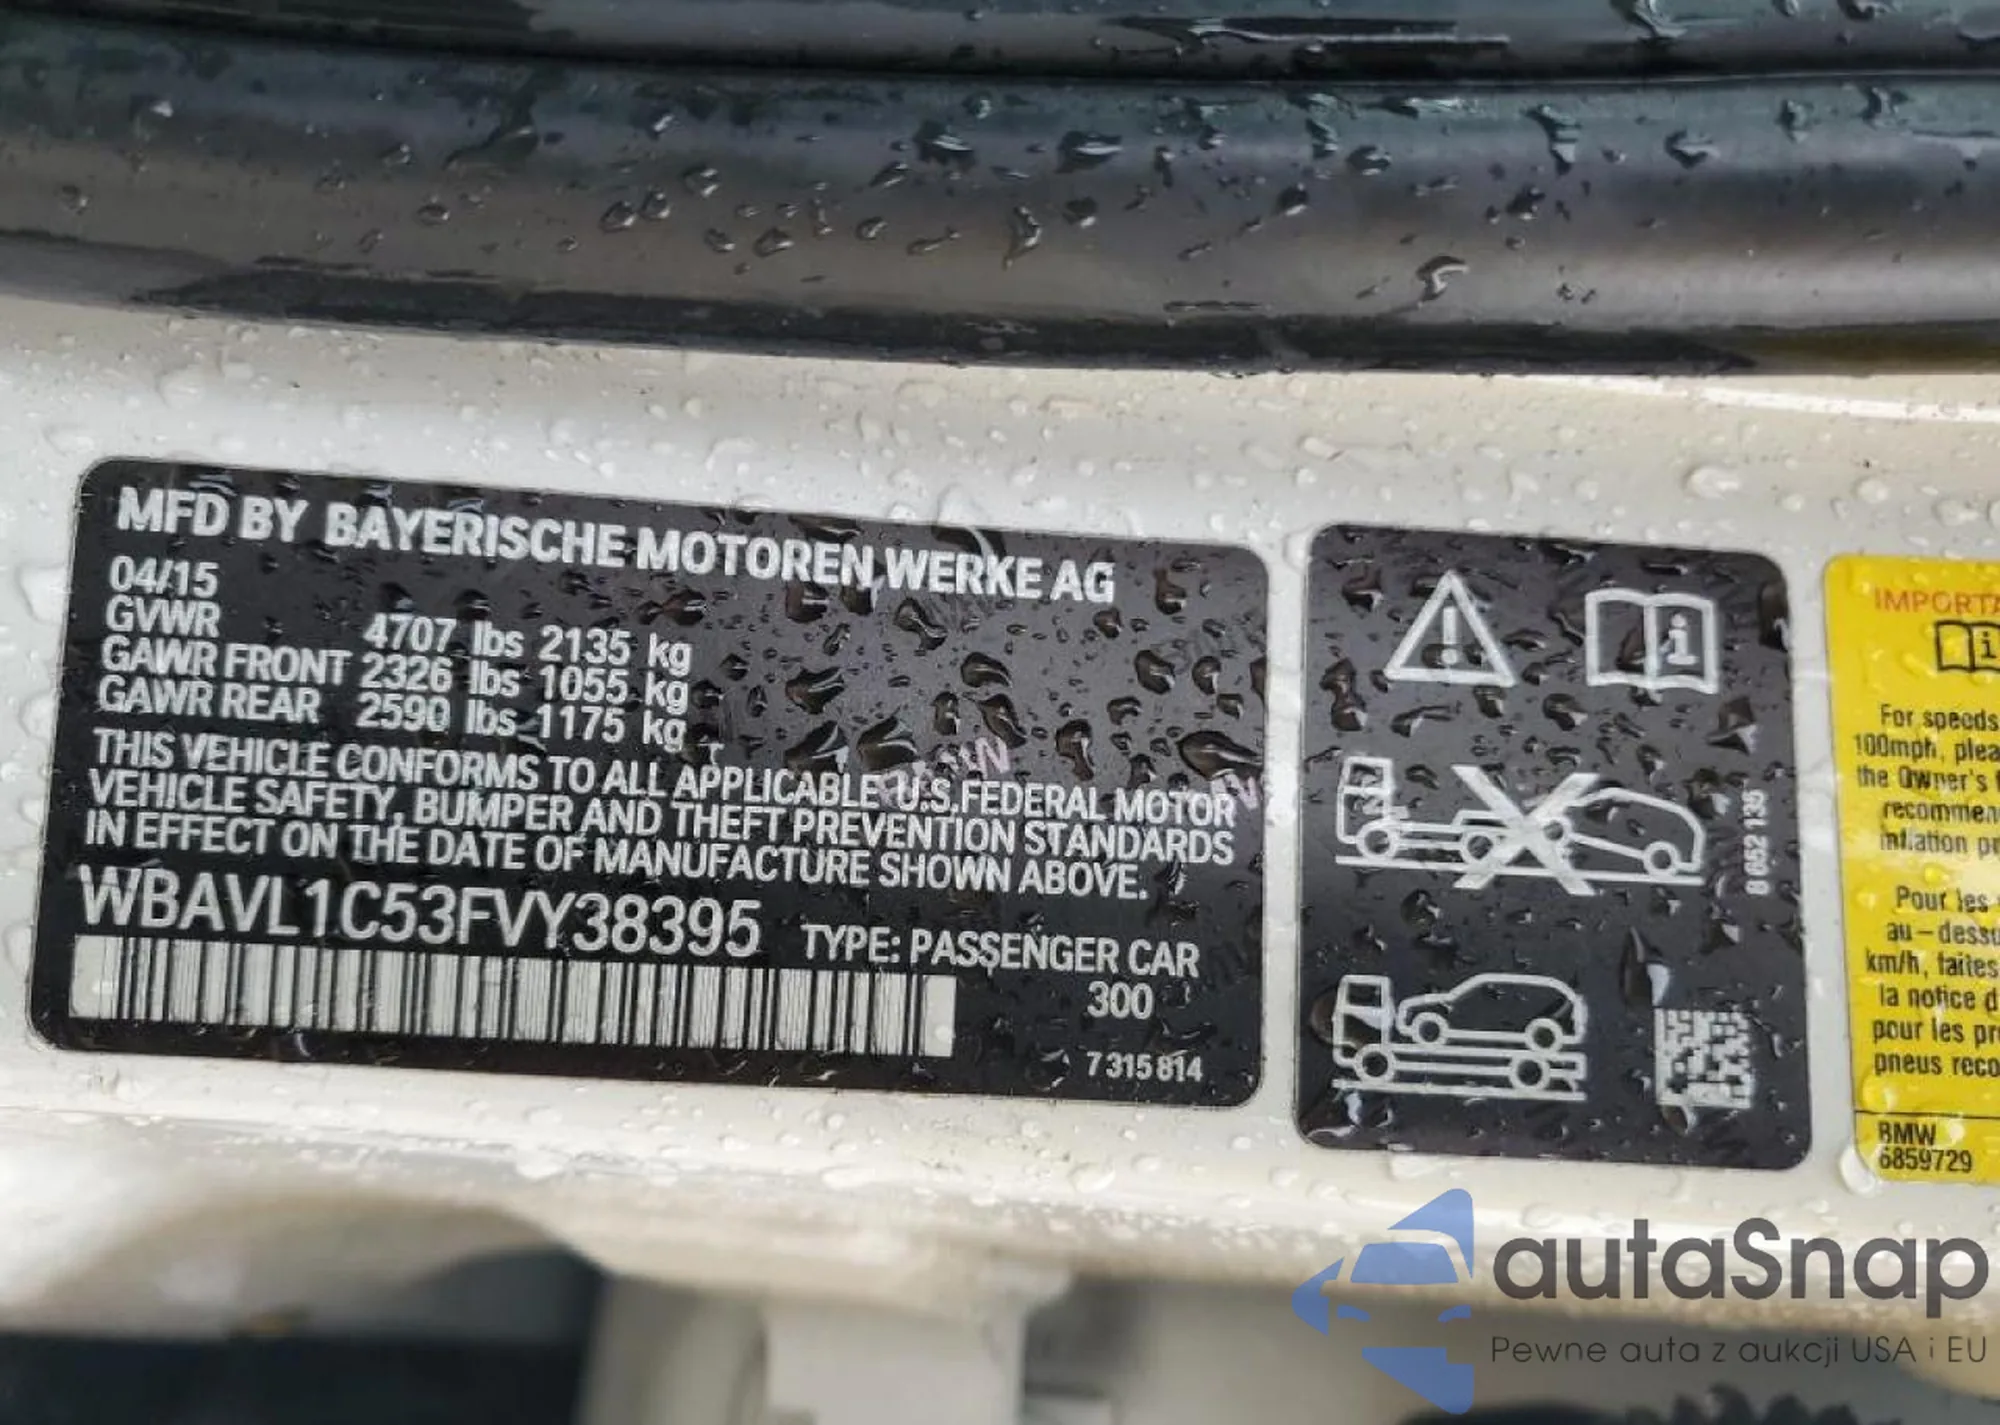 MFD BY BAYERISCHE MOTOREN WERKE AG
04/15
GVWR 4707 lbs 2135 kg
GAWR FRONT 2326 lbs 1055 kg
GAWR REAR 2590 lbs 1175 kg
THIS VEHICLE CONFORMS TO ALL APPLICABLE U.S. FEDERAL MOTOR
VEHICLE SAFETY, BUMPER AND THEFT PREVENTION STANDARDS
IN EFFECT ON THE DATE OF MANUFACTURE SHOWN ABOVE.
WBAVL1C53FVY38395 TYPE: PASSENGER CAR
300
7 315 814
8 652 135
IMPORTA
For speeds
100mph, plea
the Owner's
recommen
inflation pr
Pour les
au-dessu
km/h, faites
la notice d
pour les pr
pneus reco
BMW
6859729
autaSnap
Pewne auta z aukcji USA i EU